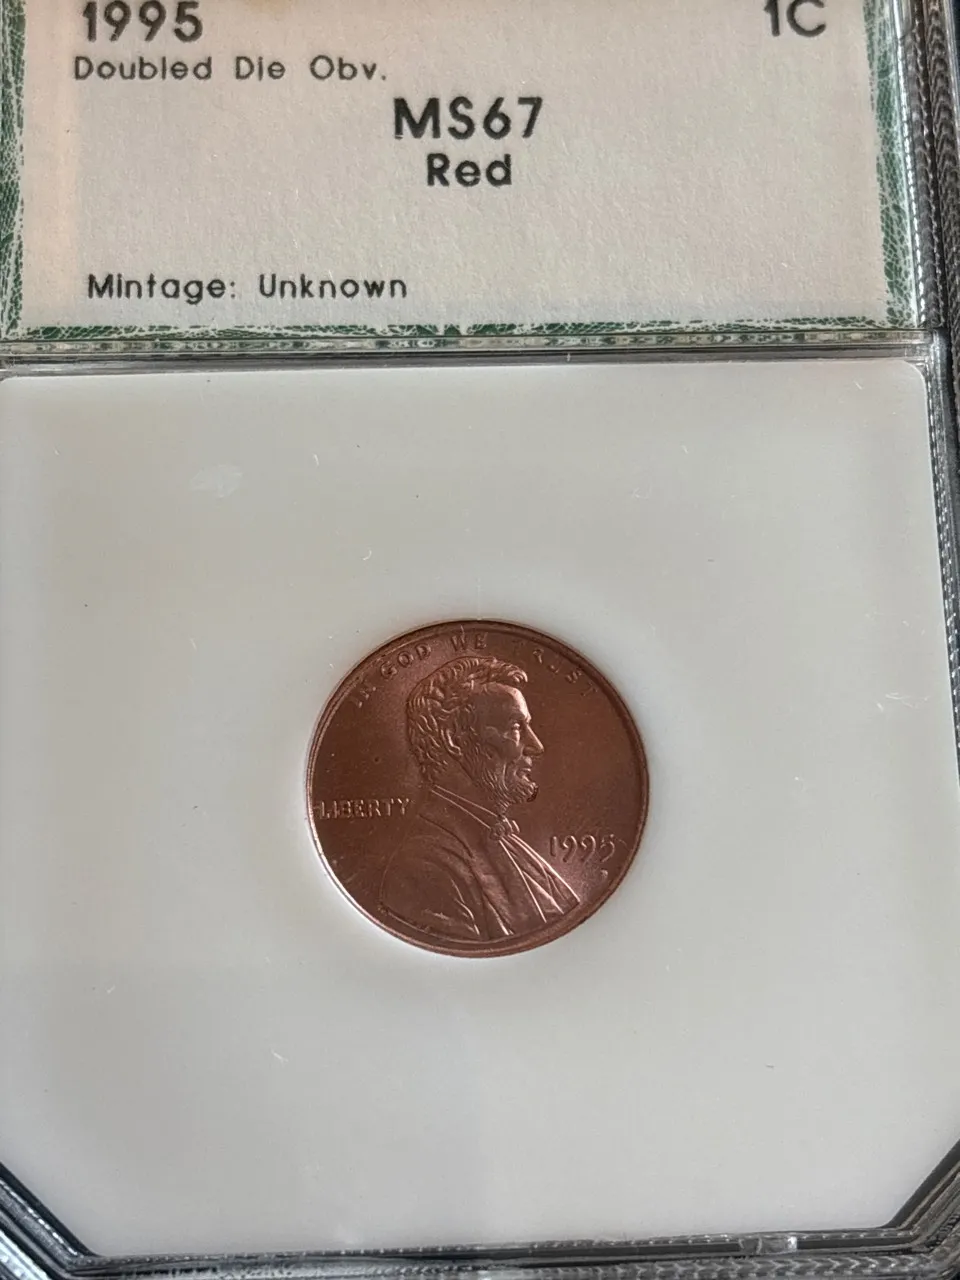 1995 1C
Doubled Die Obv.
MS67
Red
Mintage: Unknown
IN GOD WE TRUST
LIBERTY
1995